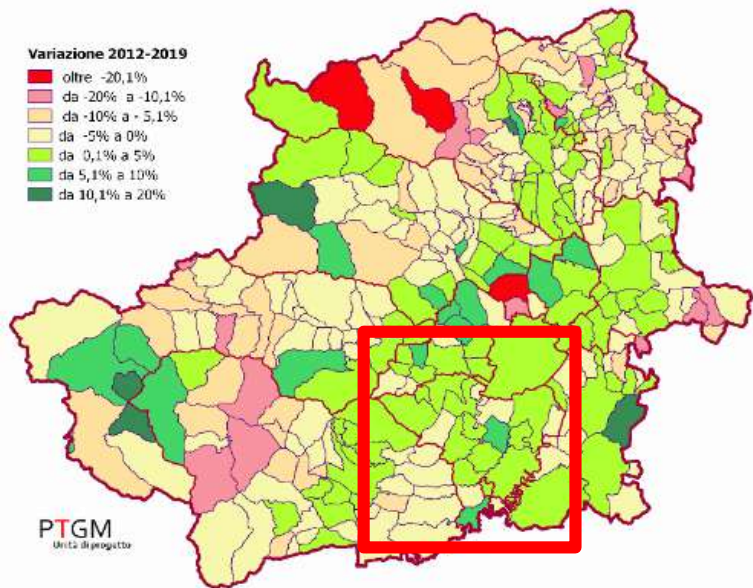 Variazione 2012-2019
oltre -20,1%
da -20% a -10,1%
da -10% a - 5,1%
da -5% a 0%
da 0,1% a 5%
da 5,1% a 10%
da 10,1% a 20%
PTGM
Unità di progetto